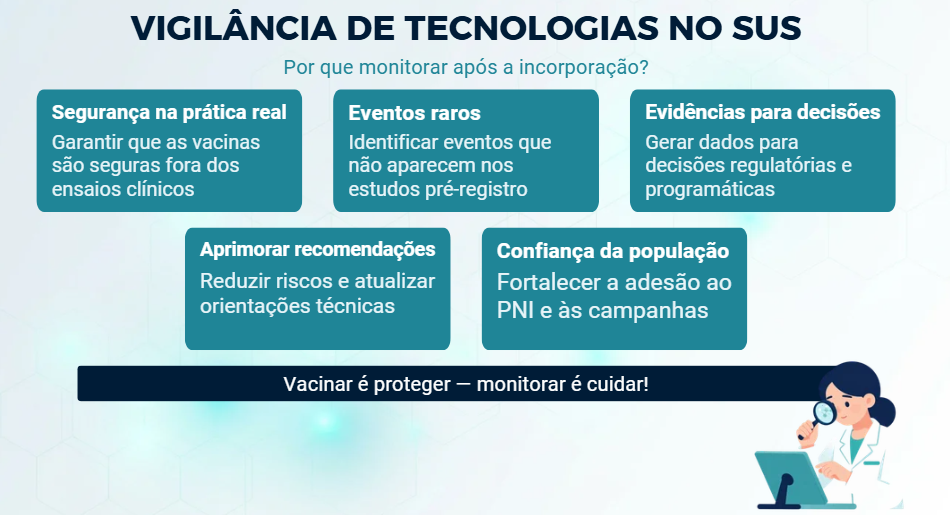 VIGILÂNCIA DE TECNOLOGIAS NO SUS
Por que monitorar após a incorporação?
Segurança na prática real
Garantir que as vacinas
são seguras fora dos
ensaios clínicos
Eventos raros
Identificar eventos que
não aparecem nos
estudos pré-registro
Evidências para decisões
Gerar dados para
decisões regulatórias e
programáticas
Aprimorar recomendações
Reduzir riscos e atualizar
orientações técnicas
Confiança da população
Fortalecer a adesão ao
PNI e às campanhas
Vacinar é proteger — monitorar é cuidar!